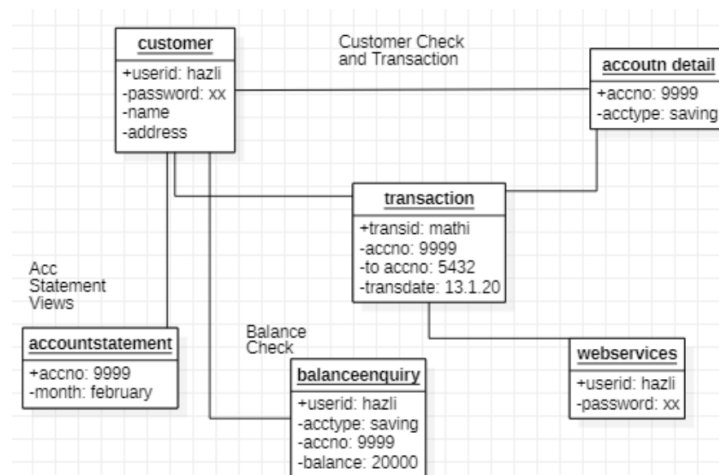 customer
+userid: hazli
-password: xx
-name
-address
Customer Check
and Transaction
accoutn detail
+accno: 9999
-acctype: saving
transaction
+transid: mathi
-accno: 9999
-to accno: 5432
-transdate: 13.1.20
Acc
Statement
Views
accountstatement
+accno: 9999
-month: february
Balance
Check
balanceenquiry
+userid: hazli
-acctype: saving
-accno: 9999
-balance: 20000
webservices
+userid: hazli
-password: xx